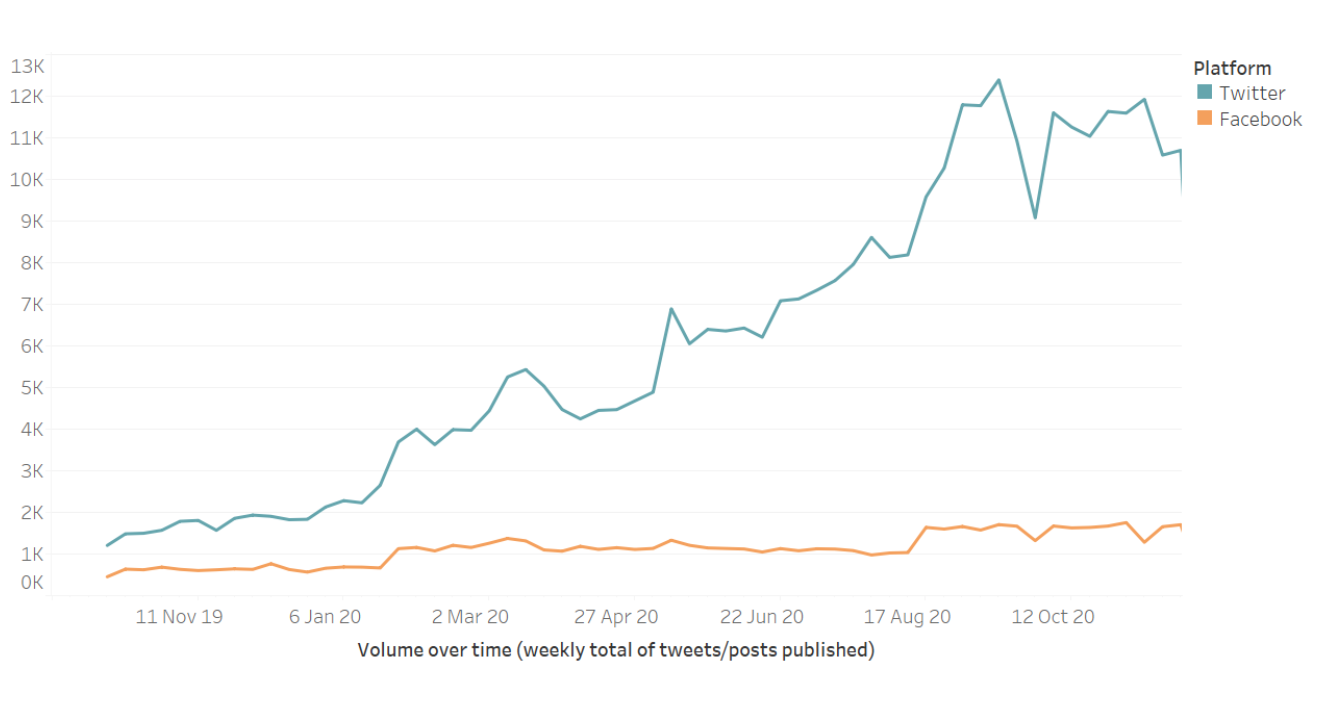 13K
12K
11K
10K
9K
8K
7K
6K
5K
4K
3K
2K
1K
0K
11 Nov 19 6 Jan 20 2 Mar 20 27 Apr 20 22 Jun 20 17 Aug 20 12 Oct 20
Volume over time (weekly total of tweets/posts published)
Platform
Twitter
Facebook